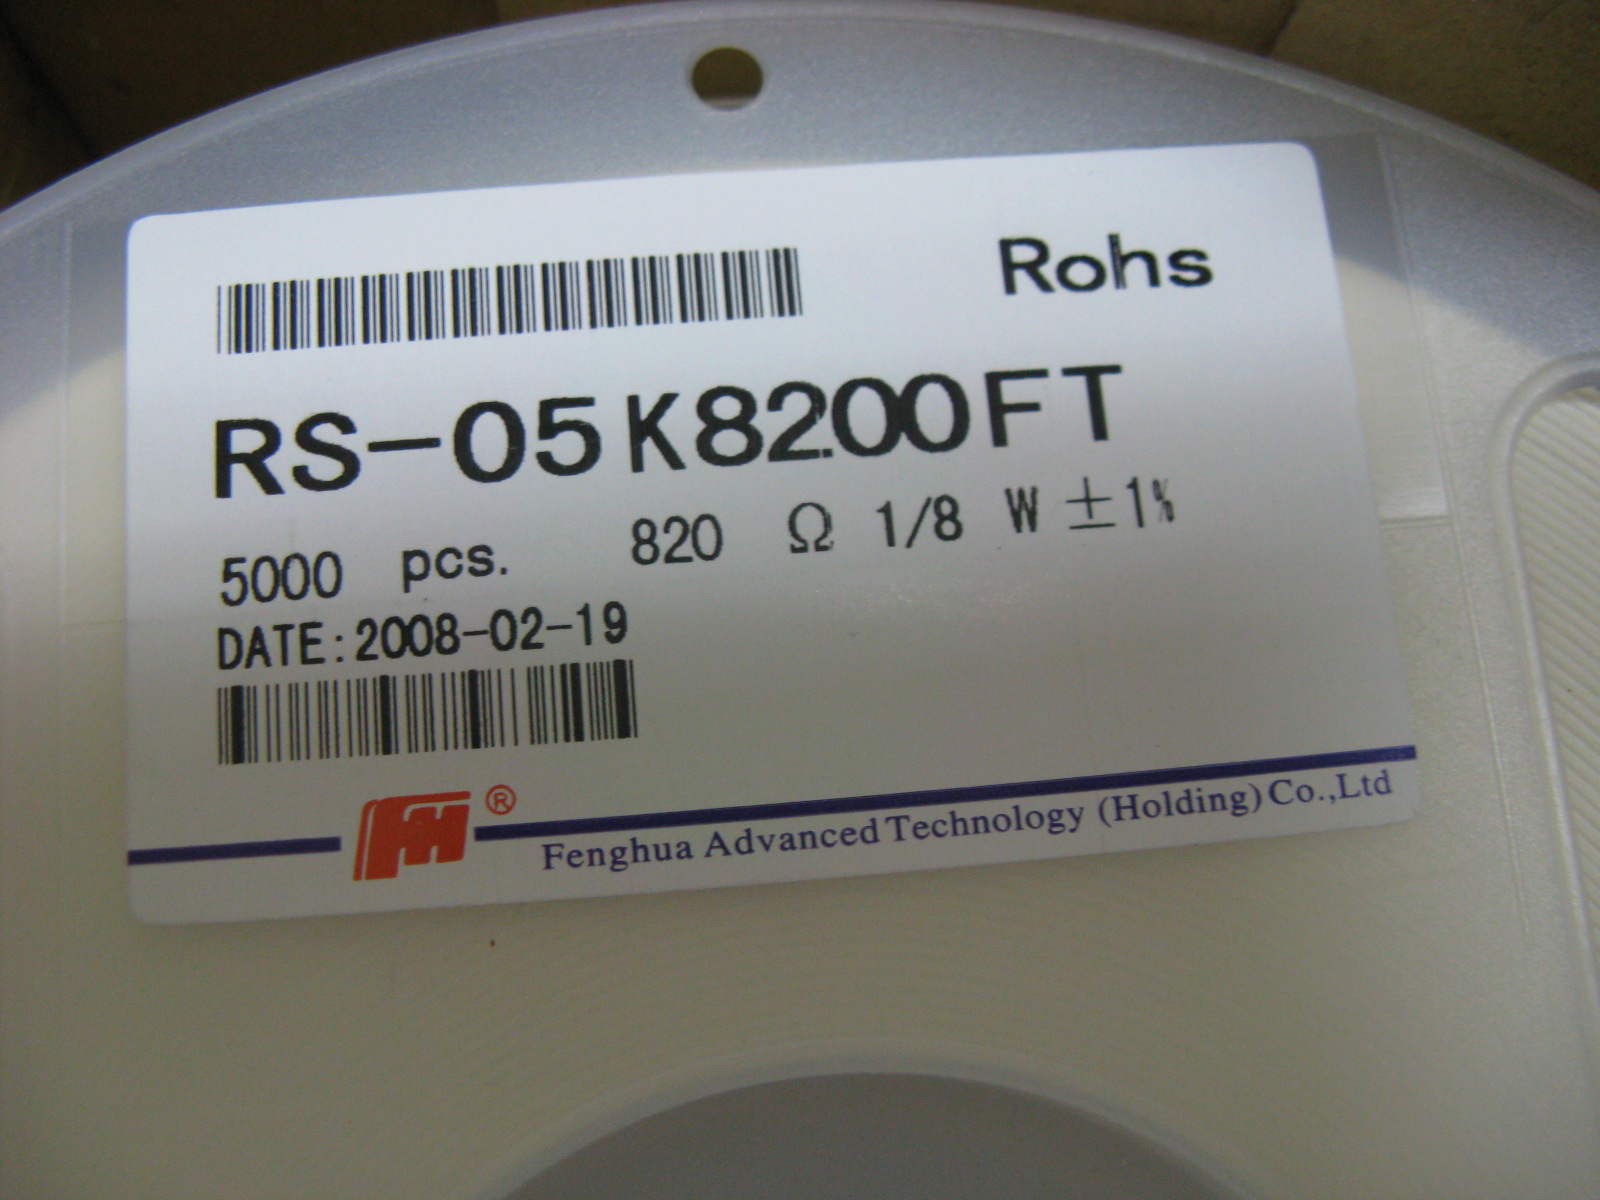 Rohs
RS-05K8200FT
5000 pcs. 820 Ω 1/8 W ±1%
DATE:2008-02-19
FH®
Fenghua Advanced Technology (Holding) Co.,Ltd